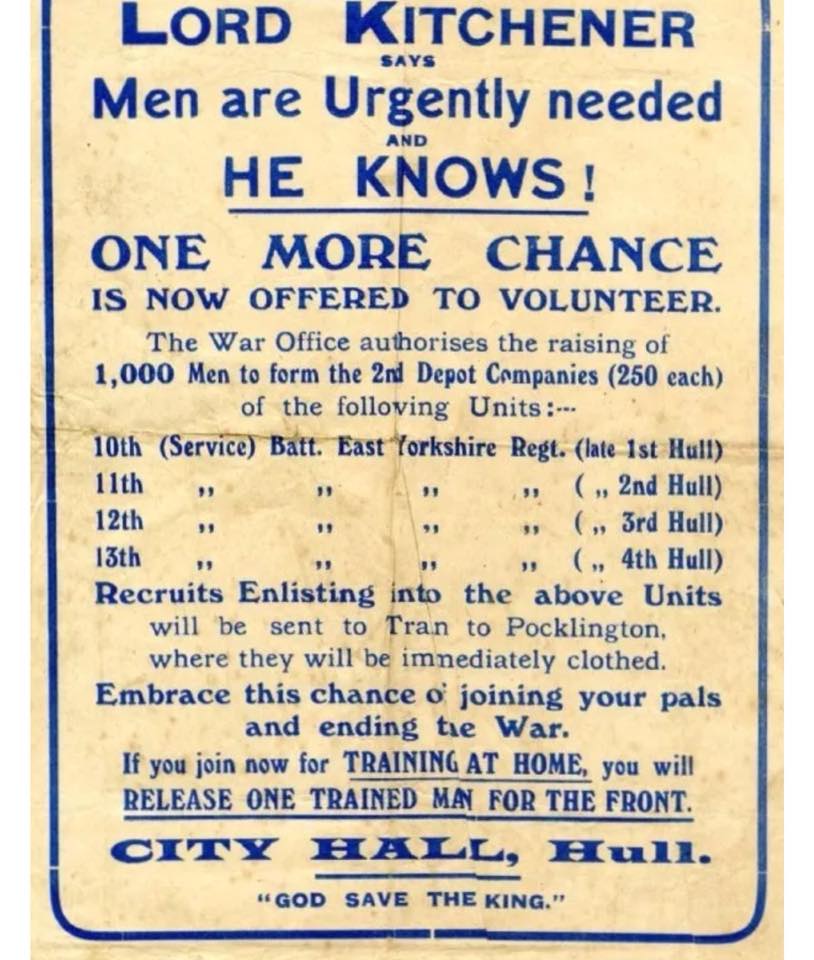 LORD KITCHENER
SAYS
Men are Urgently needed
AND
HE KNOWS!
ONE MORE CHANCE
IS NOW OFFERED TO VOLUNTEER.
The War Office authorises the raising of
1,000 Men to form the 2nd Depot Companies (250 each)
of the following Units:---
10th (Service) Batt. East Yorkshire Regt. (late 1st Hull)
11th ,, ,, ,, ,, ( ,, 2nd Hull)
12th ,, ,, ,, ,, ( ,, 3rd Hull)
13th ,, ,, ,, ,, ( ,, 4th Hull)
Recruits Enlisting into the above Units
will be sent to Tran to Pocklington,
where they will be immediately clothed.
Embrace this chance of joining your pals
and ending the War.
If you join now for TRAINING AT HOME, you will
RELEASE ONE TRAINED MAN FOR THE FRONT.
CITY HALL, Hull.
"GOD SAVE THE KING."